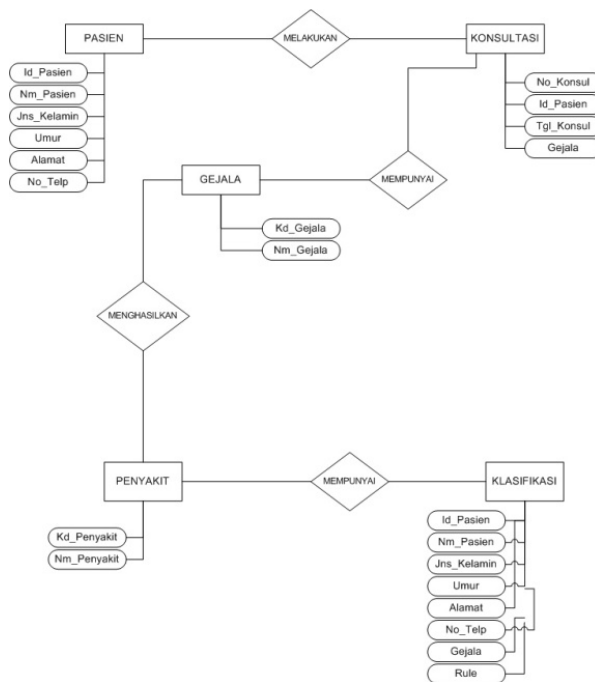 PASIEN
MELAKUKAN
KONSULTASI
Id_Pasien
Nm_Pasien
Jns_Kelamin
Umur
Alamat
No_Telp
No_Konsul
Id_Pasien
Tgl_Konsul
Gejala
GEJALA
MEMPUNYAI
Kd_Gejala
Nm_Gejala
MENGHASILKAN
PENYAKIT
MEMPUNYAI
KLASIFIKASI
Kd_Penyakit
Nm_Penyakit
Id_Pasien
Nm_Pasien
Jns_Kelamin
Umur
Alamat
No_Telp
Gejala
Rule